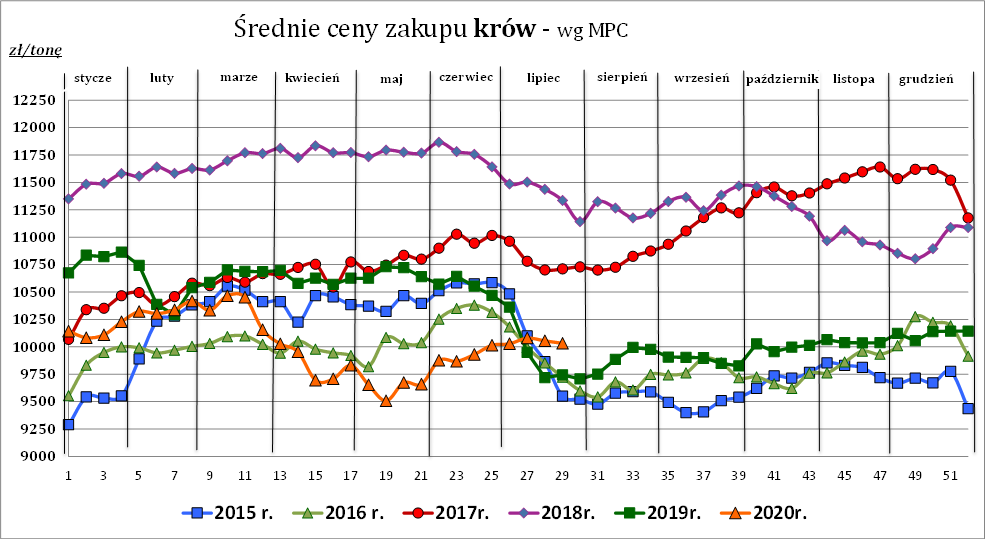 Średnie ceny zakupu krów - wg MPC
zł/tonę
stycze luty marze kwiecień maj czerwiec lipiec sierpień wrzesień październik listopa grudzień
12250
12000
11750
11500
11250
11000
10750
10500
10250
10000
9750
9500
9250
9000
1 3 5 7 9 11 13 15 17 19 21 23 25 27 29 31 33 35 37 39 41 43 45 47 49 51
2015 r. 2016 r. 2017r. 2018r. 2019r. 2020r.